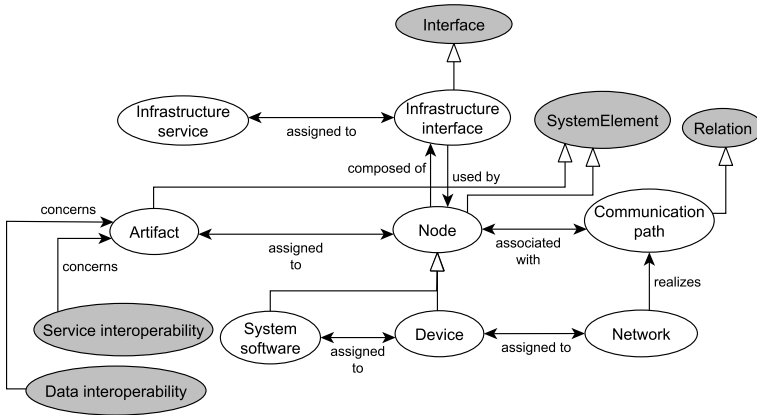 Interface
Infrastructure
service
assigned to
Infrastructure
interface
SystemElement
Relation
composed of
used by
concerns
Artifact
concerns
assigned
to
Node
associated
with
Communication
path
realizes
Service interoperability
System
software
assigned
to
Device
assigned to
Network
Data interoperability